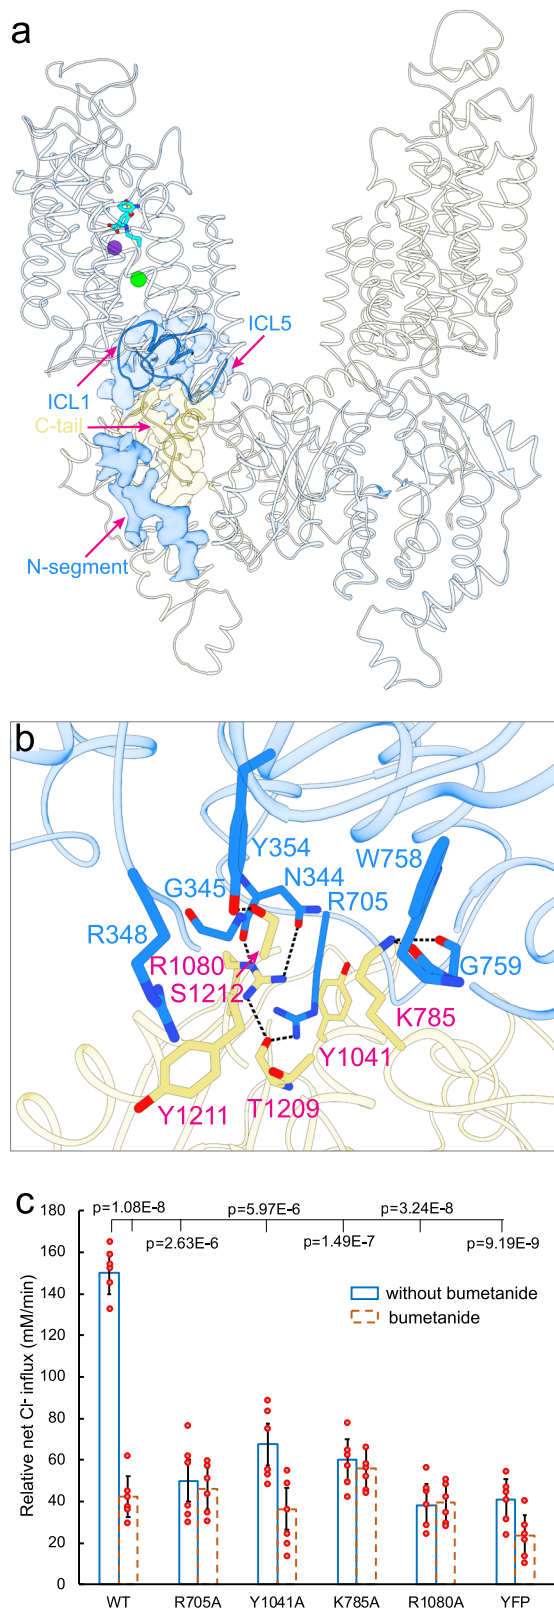 a
ICL5
ICL1
C-tail
N-segment
b
Y354
W758
N344
G345
R705
R348
R1080
G759
S1212
K785
Y1041
Y1211
T1209
c
p=1.08E-8
p=5.97E-6
p=3.24E-8
p=2.63E-6
p=1.49E-7
p=9.19E-9
Relative net Cl- influx (mM/min)
180
160
140
120
100
80
60
40
20
0
without bumetanide
bumetanide
WT R705A Y1041A K785A R1080A YFP